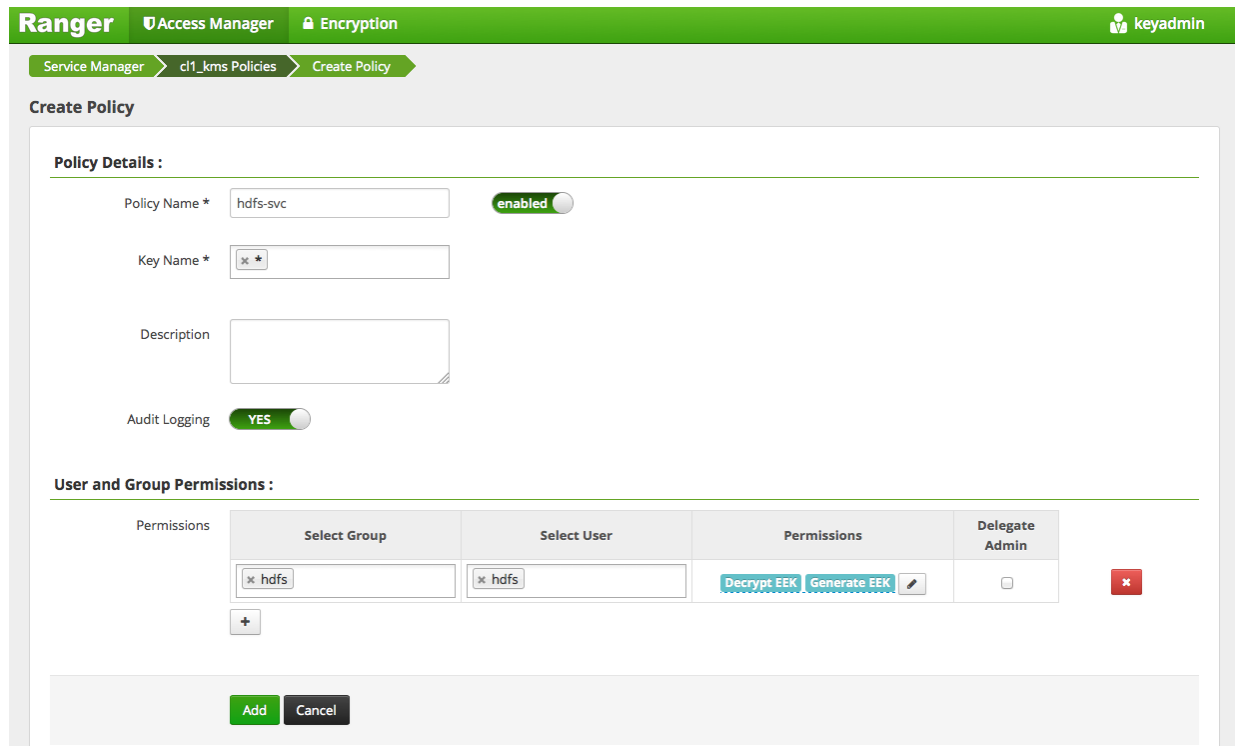 Ranger Access Manager Encryption keyadmin
Service Manager cl1_kms Policies Create Policy
Create Policy
Policy Details :
Policy Name * hdfs-svc enabled
Key Name * × *
Description
Audit Logging YES
User and Group Permissions :
Permissions Select Group Select User Permissions Delegate Admin
× hdfs × hdfs Decrypt EEK Generate EEK ×
+
Add Cancel